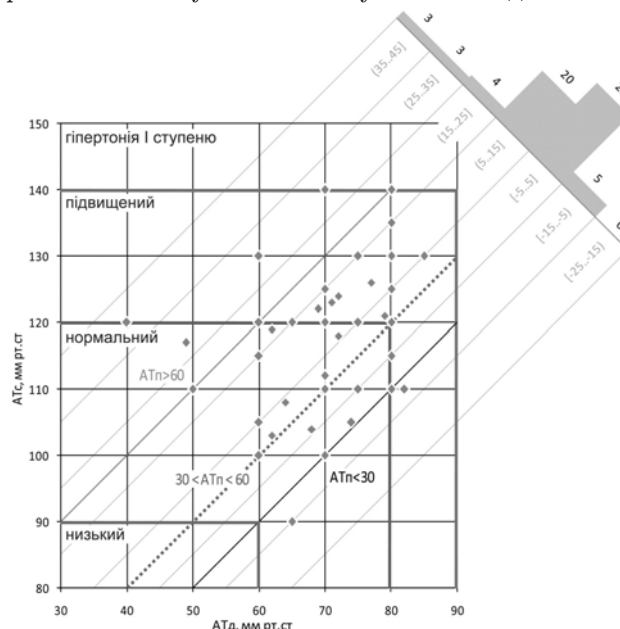 3
3
4
20
5
[35..45]
[25..35]
[15..25]
[5..15]
[-5..5]
[-15..-5]
[-25..-15]
150
гіпертонія І ступеню
140
підвищений
130
120
нормальний
АТп>60
110
100
30<АТп<60
АТп<30
90
низький
80
30 40 50 60 70 80 90
АТс, мм рт.ст
АТд, мм рт.ст